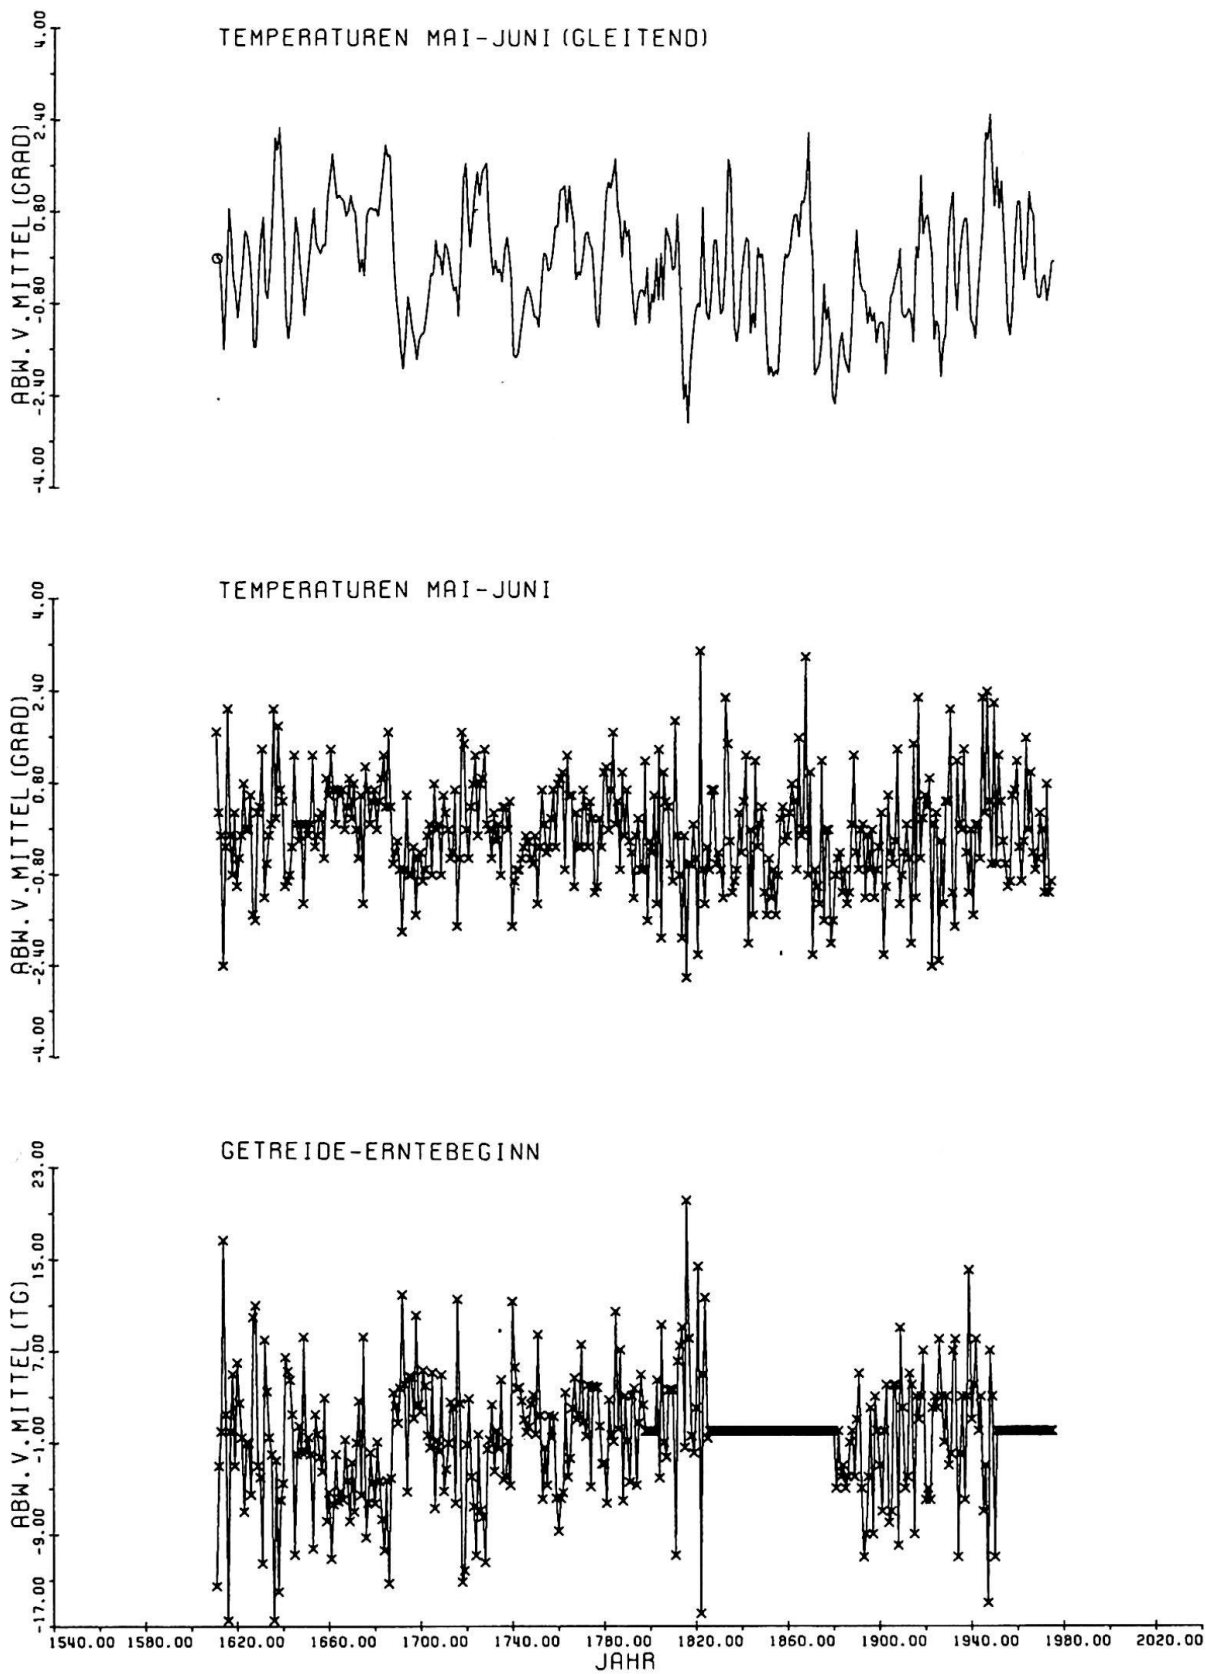 TEMPERATUREN MAI-JUNI (GLEITEND)
4.00
2.40
0.80
-0.80
-2.40
-4.00
ABW. V. MITTEL (GRAD)
TEMPERATUREN MAI-JUNI
4.00
2.40
0.80
-0.80
-2.40
-4.00
ABW. V. MITTEL (GRAD)
GETREIDE-ERNTEBEGINN
23.00
15.00
7.00
-1.00
-9.00
-17.00
ABW. V. MITTEL (TG)
1540.00 1580.00 1620.00 1660.00 1700.00 1740.00 1780.00 1820.00 1860.00 1900.00 1940.00 1980.00 2020.00
JAHR